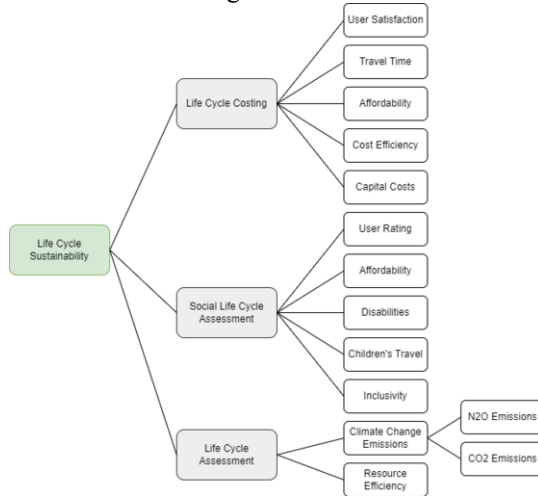 User Satisfaction
Travel Time
Life Cycle Costing
Affordability
Cost Efficiency
Capital Costs
Life Cycle
Sustainability
User Rating
Affordability
Social Life Cycle
Assessment
Disabilities
Children's Travel
Inclusivity
Life Cycle
Assessment
Climate Change
Emissions
N2O Emissions
CO2 Emissions
Resource
Efficiency